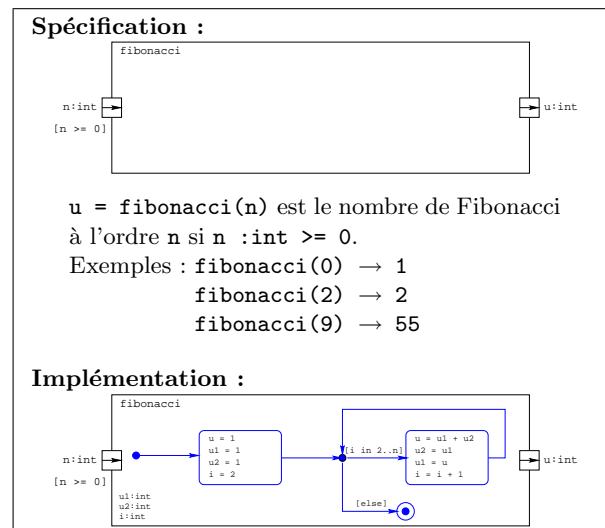 Spécification :
fibonacci
n:int
u:int
[n >= 0]
u = fibonacci(n) est le nombre de Fibonacci
à l'ordre n si n :int >= 0.
Exemples : fibonacci(0) → 1
fibonacci(2) → 2
fibonacci(9) → 55
Implémentation :
fibonacci
n:int
[n >= 0]
u = 1
u1 = 1
u2 = 1
i = 2
[i in 2..n]
u = u1 + u2
u2 = u1
u1 = u
i = i + 1
u:int
[else]
u1:int
u2:int
i:int